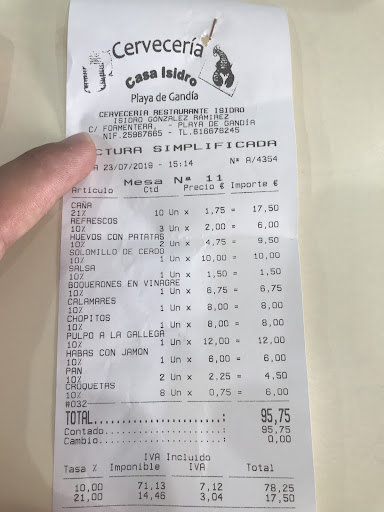 Cervecería
Casa Isidro
Playa de Gandía
CERVECERIA RESTAURANTE ISIDRO
ISIDRO GONZALEZ RAMIREZ
C/ FORMENTERA, - PLAYA DE GANDIA
NIF.25967665 - TL.616678245
CTURA SIMPLIFICADA
A 23/07/2019 - 15:14 Nª A/4354
Mesa Nª 11
Artículo Ctd Precio € Importe €
CAÑA
21% 10 Un x 1,75 = 17,50
REFRESCOS
10% 3 Un x 2,00 = 6,00
HUEVOS CON PATATAS
10% 2 Un x 4,75 = 9,50
SOLOMILLO DE CERDO
10% 1 Un x 10,00 = 10,00
SALSA
10% 1 Un x 1,50 = 1,50
BOQUERONES EN VINAGRE
10% 1 Un x 6,75 = 6,75
CALAMARES
10% 1 Un x 8,00 = 8,00
CHOPITOS
10% 1 Un x 8,00 = 8,00
PULPO A LA GALLEGA
10% 1 Un x 12,00 = 12,00
HABAS CON JAMON
10% 1 Un x 6,00 = 6,00
PAN
10% 2 Un x 2.25 = 4,50
CROQUETAS
10% 8 Un x 0,75 = 6,00
#032
TOTAL....................: 95,75
Contado..................: 95,75
Cambio...................: 0,00
IVA Incluido
Tasa % Imponible IVA Total
10,00 71,13 7,12 78,25
21,00 14,46 3,04 17,50